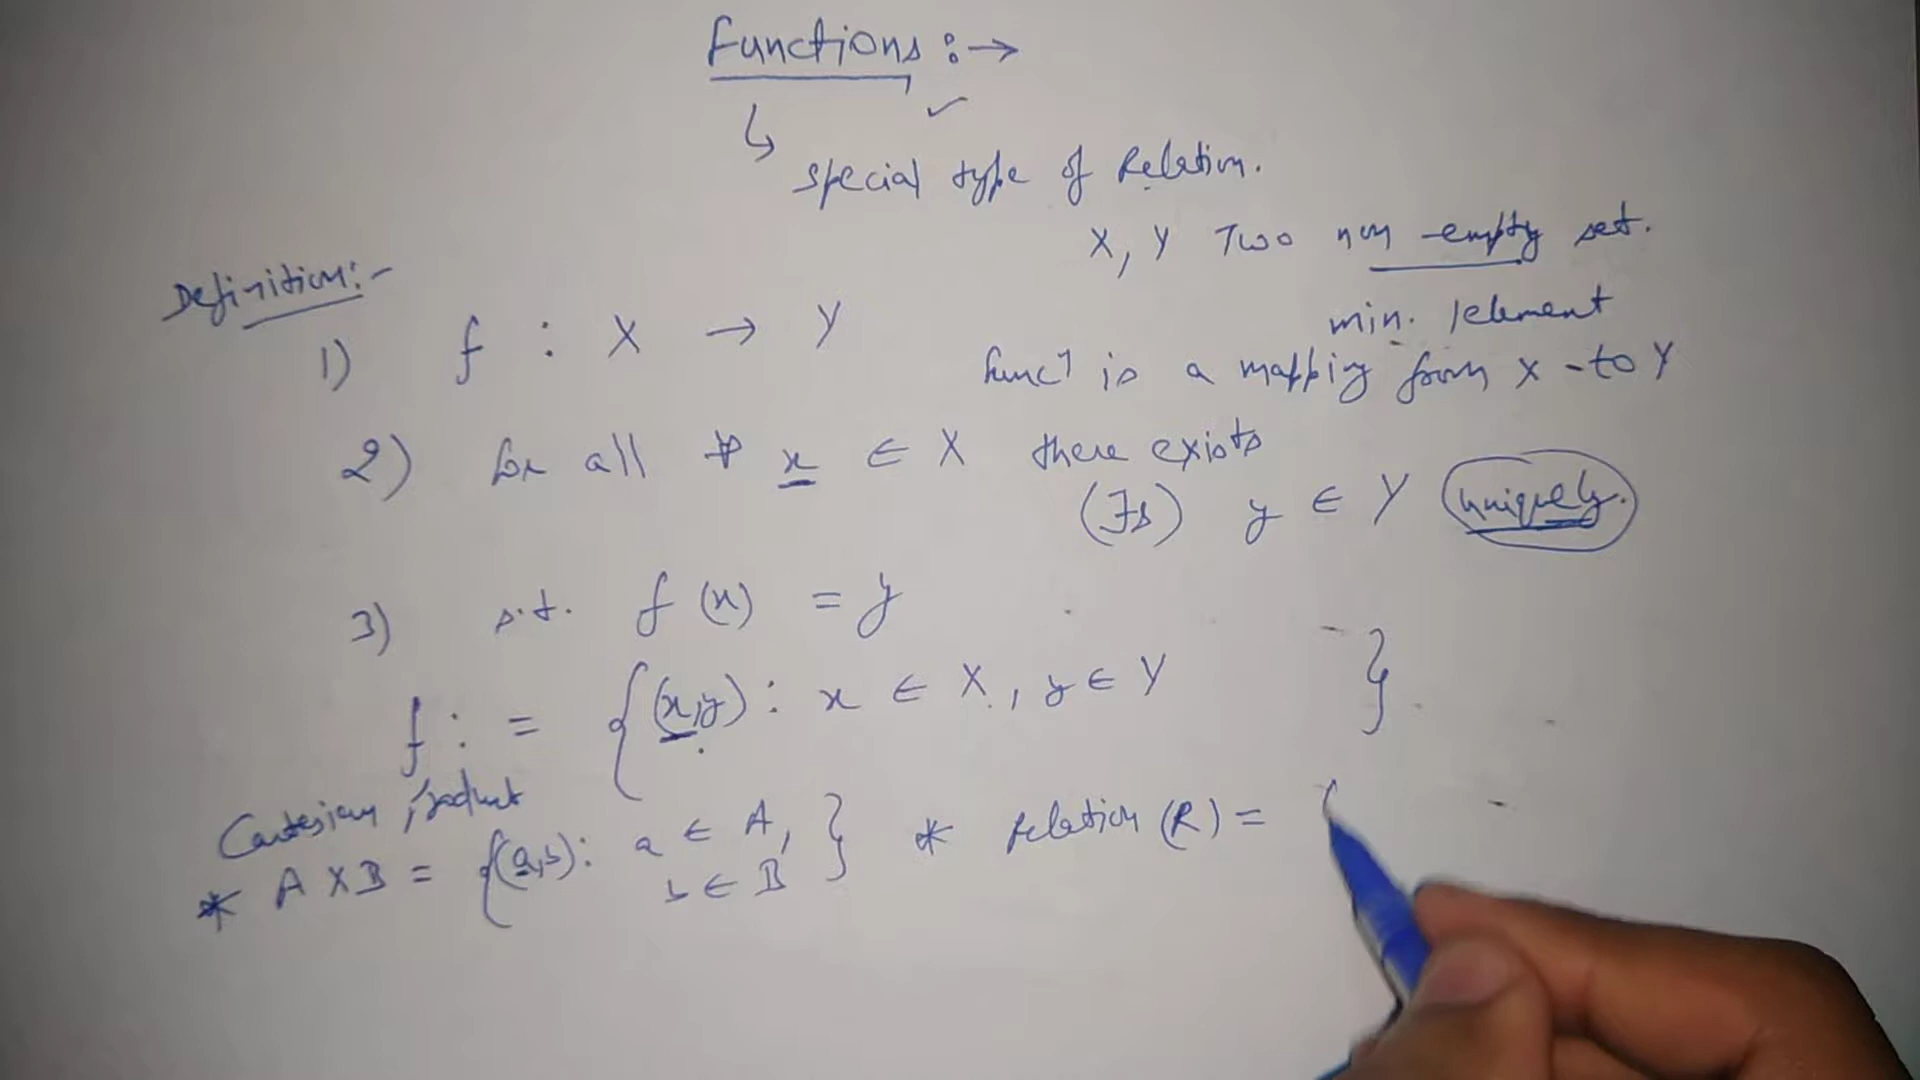 Functions :→
↳ special type of Relation.
X, Y Two non-empty set.
Definition:-
min. 1element
1) f : X → Y
funcⁿ is a mapping from X -to Y
2) for all ∀ x ∈ X there exists
(∃s) y ∈ Y uniquely.
3) s.t. f(x) = y
f : = {(x,y) : x ∈ X, y ∈ Y }
Cartesian product
* A X B = {(a,b): a ∈ A, b ∈ B } * Relation (R) = {